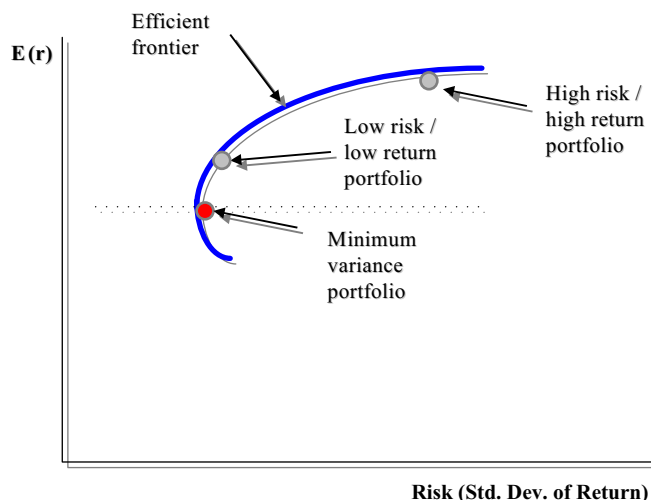 Efficient
frontier
E(r)
High risk /
high return
portfolio
Low risk /
low return
portfolio
Minimum
variance
portfolio
Risk (Std. Dev. of Return)